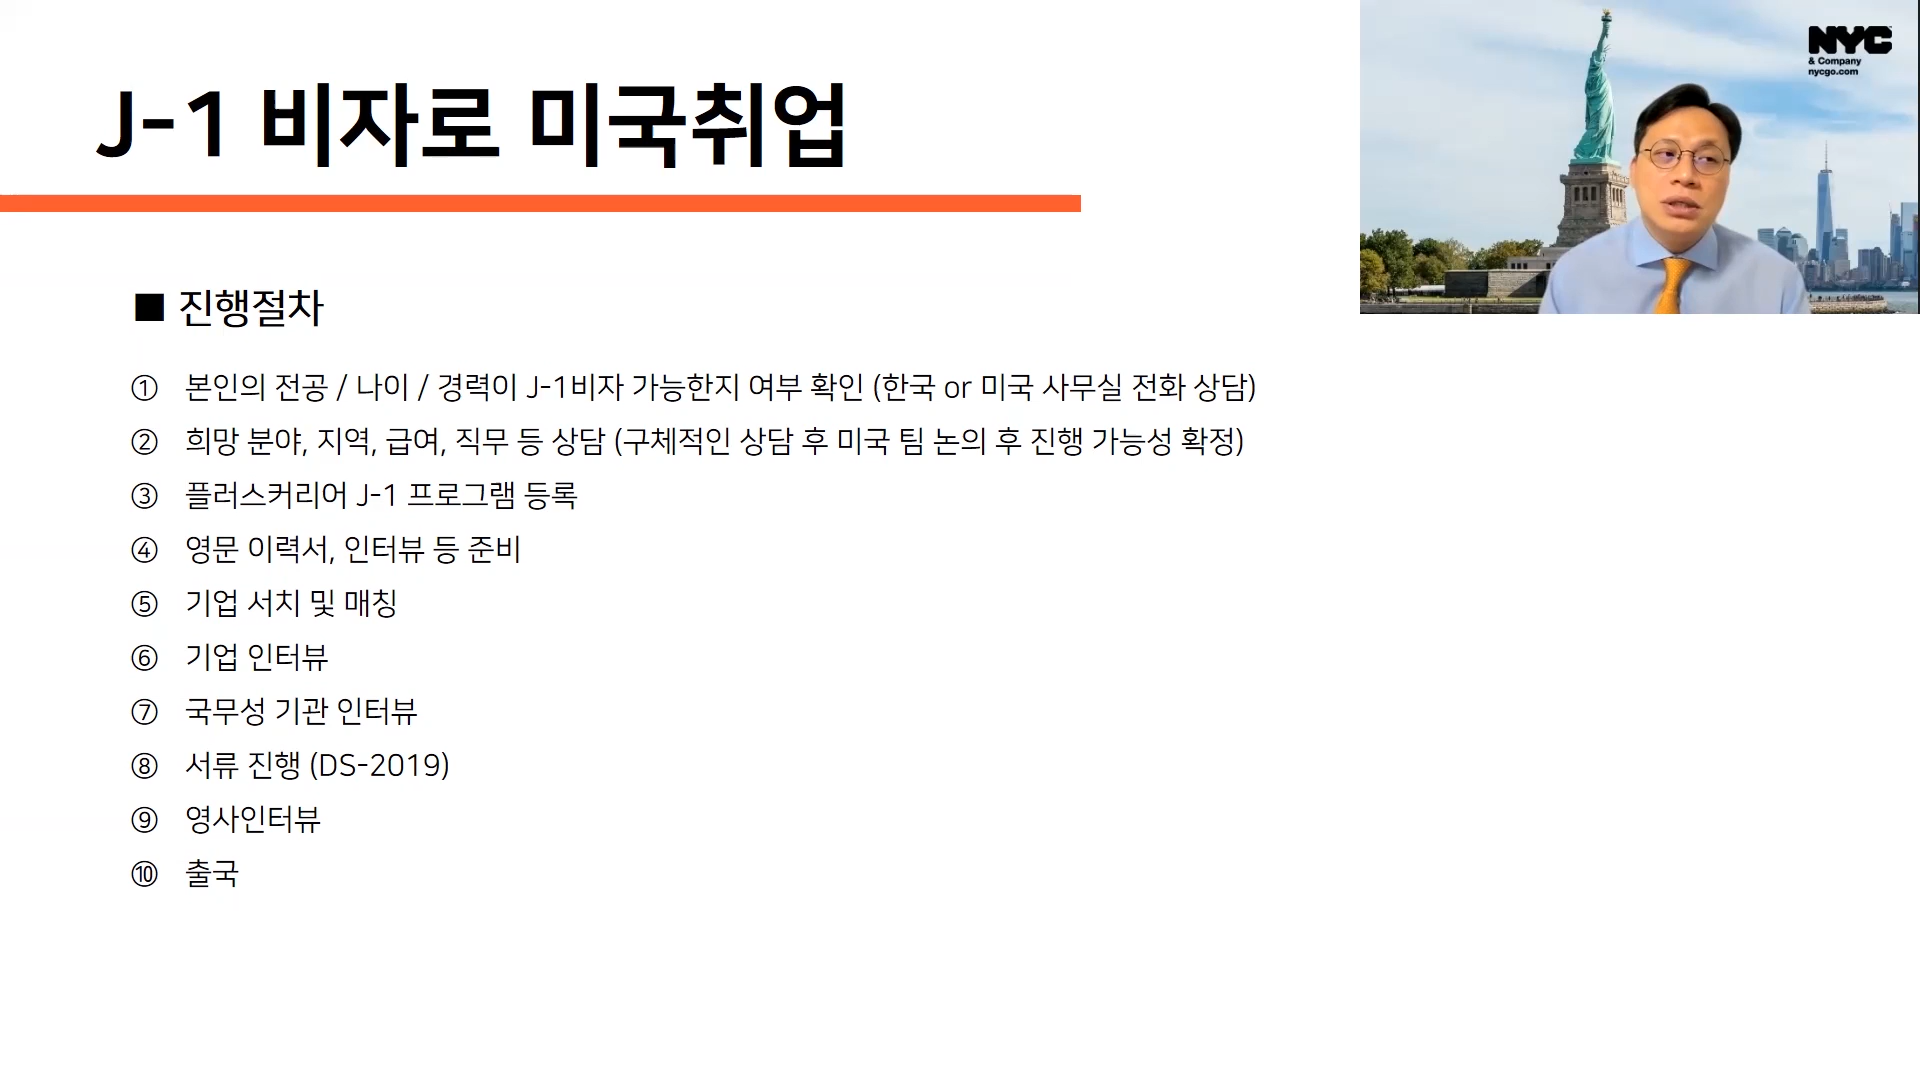 J-1 비자로 미국취업
NYC
& Company
nycgo.com
■ 진행절차
① 본인의 전공 / 나이 / 경력이 J-1비자 가능한지 여부 확인 (한국 or 미국 사무실 전화 상담)
② 희망 분야, 지역, 급여, 직무 등 상담 (구체적인 상담 후 미국 팀 논의 후 진행 가능성 확정)
③ 플러스커리어 J-1 프로그램 등록
④ 영문 이력서, 인터뷰 등 준비
⑤ 기업 서치 및 매칭
⑥ 기업 인터뷰
⑦ 국무성 기관 인터뷰
⑧ 서류 진행 (DS-2019)
⑨ 영사인터뷰
⑩ 출국